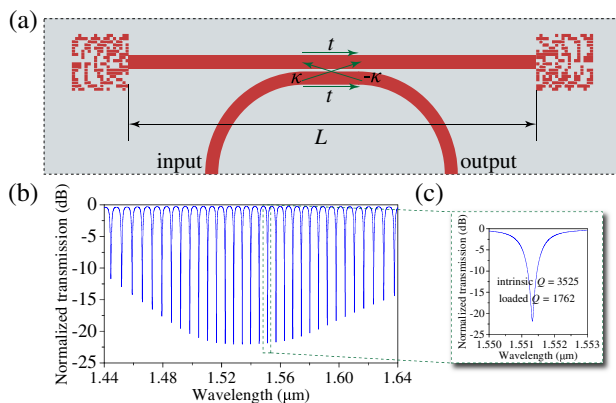 (a)
t
κ
-κ
t
L
input
output
(b)
Normalized transmission (dB)
0
-5
-10
-15
-20
-25
1.44
1.48
1.52
1.56
1.60
1.64
Wavelength (μm)
(c)
Normalized transmission (dB)
0
-5
-10
-15
-20
-25
intrinsic Q = 3525
loaded Q = 1762
1.550
1.551
1.552
1.553
Wavelength (μm)